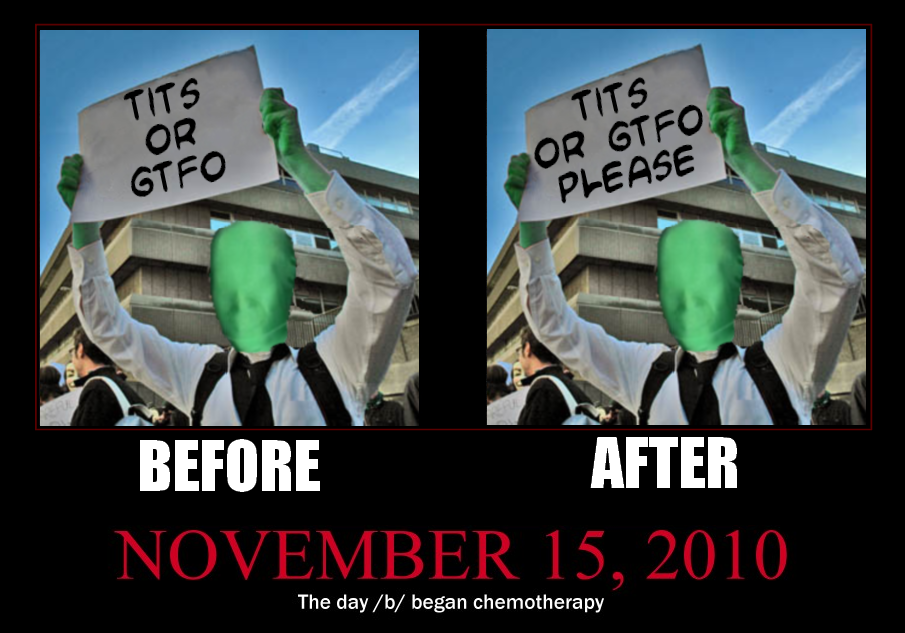 TITS
OR
GTFO
TITS
OR GTFO
PLEASE
BEFORE
AFTER
NOVEMBER 15, 2010
The day /b/ began chemotherapy